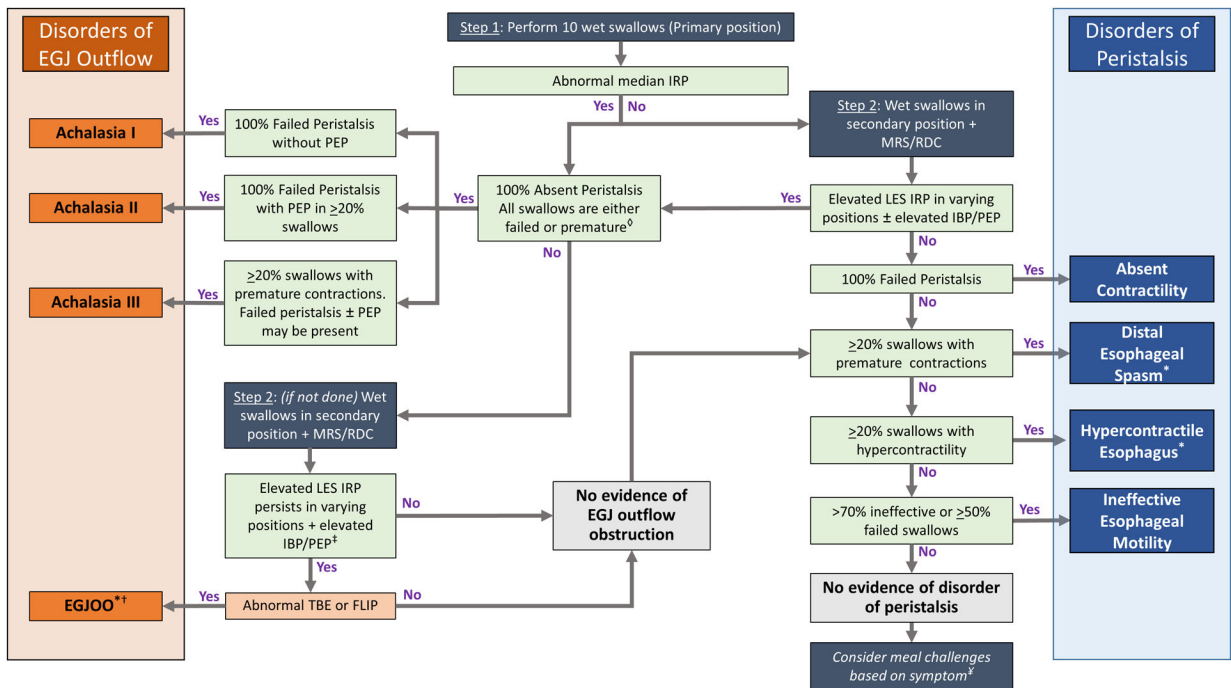 Disorders of
EGJ Outflow
Step 1: Perform 10 wet swallows (Primary position)
Disorders of
Peristalsis
Abnormal median IRP
Yes
No
Step 2: Wet swallows in
secondary position +
MRS/RDC
Achalasia I
Yes
100% Failed Peristalsis
without PEP
Achalasia II
Yes
100% Failed Peristalsis
with PEP in ≥20%
swallows
Yes
100% Absent Peristalsis
All swallows are either
failed or premature◊
Yes
Elevated LES IRP in varying
positions ± elevated IBP/PEP
No
No
Achalasia III
Yes
≥20% swallows with
premature contractions.
Failed peristalsis ± PEP
may be present
100% Failed Peristalsis
Yes
Absent
Contractility
No
≥20% swallows with
premature contractions
Yes
Distal
Esophageal
Spasm*
No
Step 2: (if not done) Wet
swallows in secondary
position + MRS/RDC
≥20% swallows with
hypercontractility
Yes
Hypercontractile
Esophagus*
No
Elevated LES IRP
persists in varying
positions + elevated
IBP/PEP‡
No
No evidence of
EGJ outflow
obstruction
>70% ineffective or ≥50%
failed swallows
Yes
Ineffective
Esophageal
Motility
Yes
No
EGJOO*†
Yes
Abnormal TBE or FLIP
No
No evidence of disorder
of peristalsis
Consider meal challenges
based on symptom¥